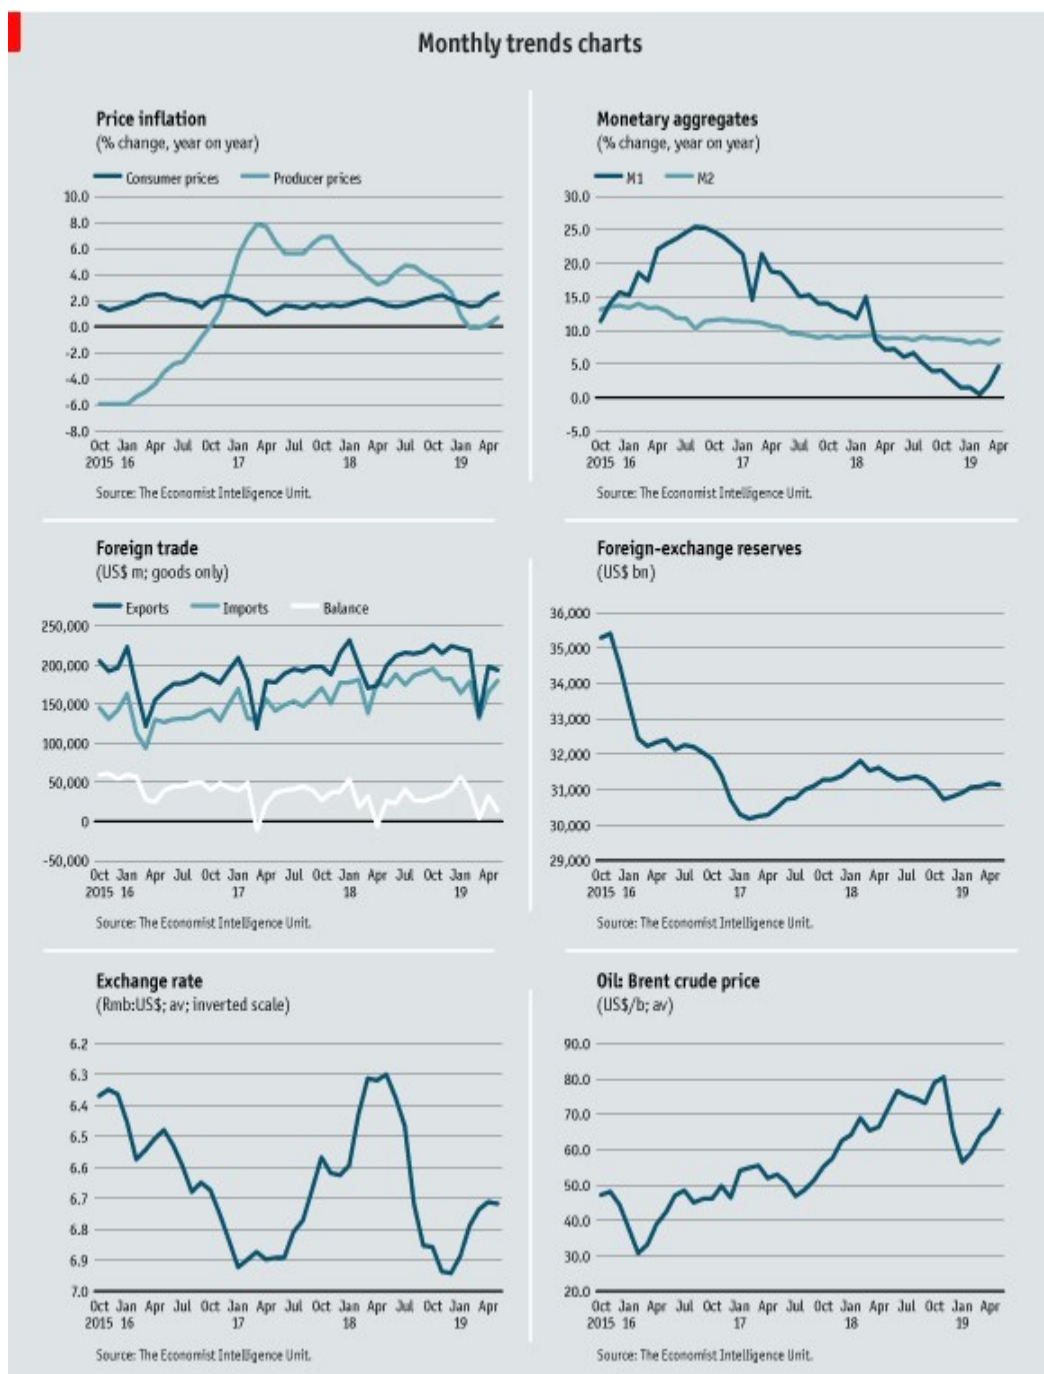 Monthly trends charts
Price inflation
(% change, year on year)
Consumer prices Producer prices
10.0
8.0
6.0
4.0
2.0
0.0
-2.0
-4.0
-6.0
-8.0
Oct Jan Apr Jul Oct Jan Apr Jul Oct Jan Apr Jul Oct Jan Apr
2015 16 17 18 19
Source: The Economist Intelligence Unit.
Monetary aggregates
(% change, year on year)
M1 M2
30.0
25.0
20.0
15.0
10.0
5.0
0.0
-5.0
Oct Jan Apr Jul Oct Jan Apr Jul Oct Jan Apr Jul Oct Jan Apr
2015 16 17 18 19
Source: The Economist Intelligence Unit.
Foreign trade
(US$ m; goods only)
Exports Imports Balance
250,000
200,000
150,000
100,000
50,000
0
-50,000
Oct Jan Apr Jul Oct Jan Apr Jul Oct Jan Apr Jul Oct Jan Apr
2015 16 17 18 19
Source: The Economist Intelligence Unit.
Foreign-exchange reserves
(US$ bn)
36,000
35,000
34,000
33,000
32,000
31,000
30,000
29,000
Oct Jan Apr Jul Oct Jan Apr Jul Oct Jan Apr Jul Oct Jan Apr
2015 16 17 18 19
Source: The Economist Intelligence Unit.
Exchange rate
(Rmb:US$; av; inverted scale)
6.2
6.3
6.4
6.5
6.6
6.7
6.8
6.9
7.0
Oct Jan Apr Jul Oct Jan Apr Jul Oct Jan Apr Jul Oct Jan Apr
2015 16 17 18 19
Source: The Economist Intelligence Unit.
Oil: Brent crude price
(US$/b; av)
90.0
80.0
70.0
60.0
50.0
40.0
30.0
20.0
Oct Jan Apr Jul Oct Jan Apr Jul Oct Jan Apr Jul Oct Jan Apr
2015 16 17 18 19
Source: The Economist Intelligence Unit.